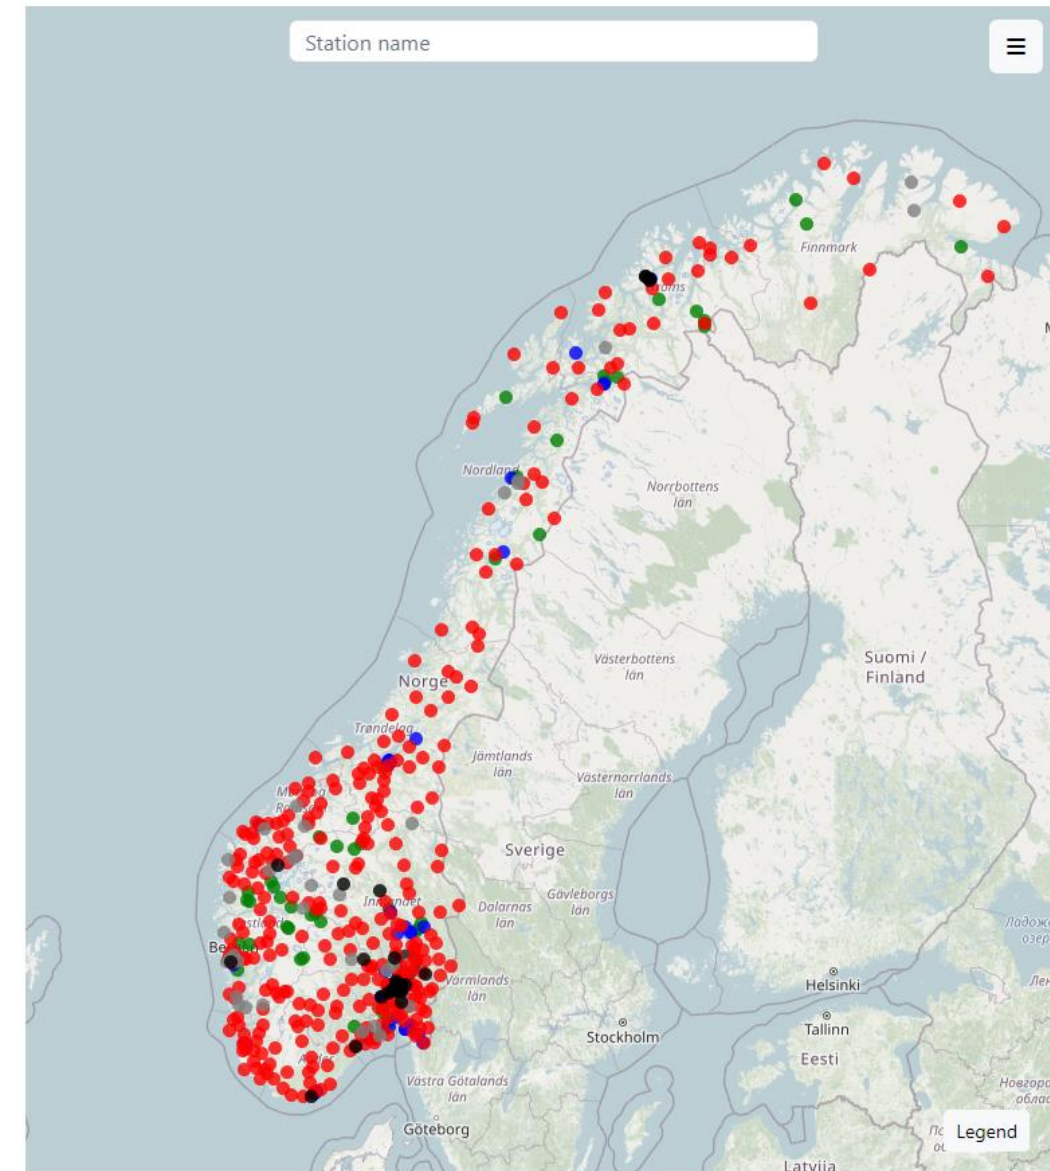 Station name
Finnmark
Nordland
Norrbottens
län
Västerbottens
län
Suomi /
Finland
Norge
Trøndelag
Jämtlands
län
Västernorrlands
län
Sverige
Gävleborgs
län
Dalarnas
län
Helsinki
Värmlands
län
Tallinn
Stockholm
Eesti
Västra Götalands
län
Göteborg
Legend
Latvija